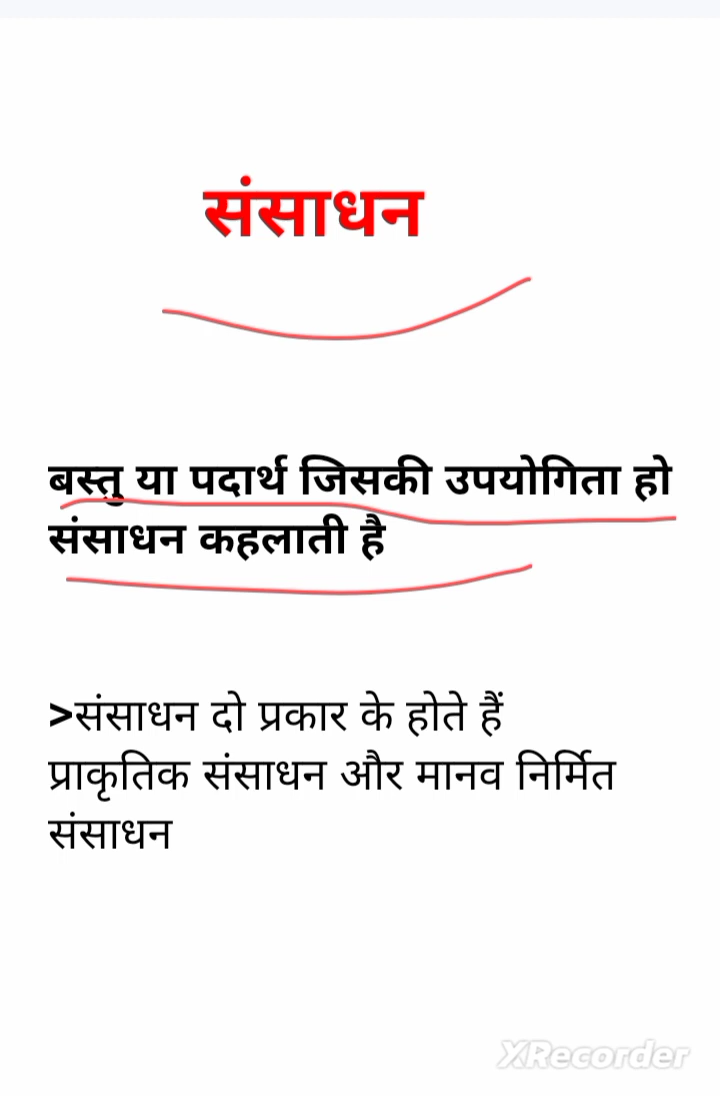 संसाधन
बस्तु या पदार्थ जिसकी उपयोगिता हो
संसाधन कहलाती है
>संसाधन दो प्रकार के होते हैं
प्राकृतिक संसाधन और मानव निर्मित
संसाधन
XRecorder